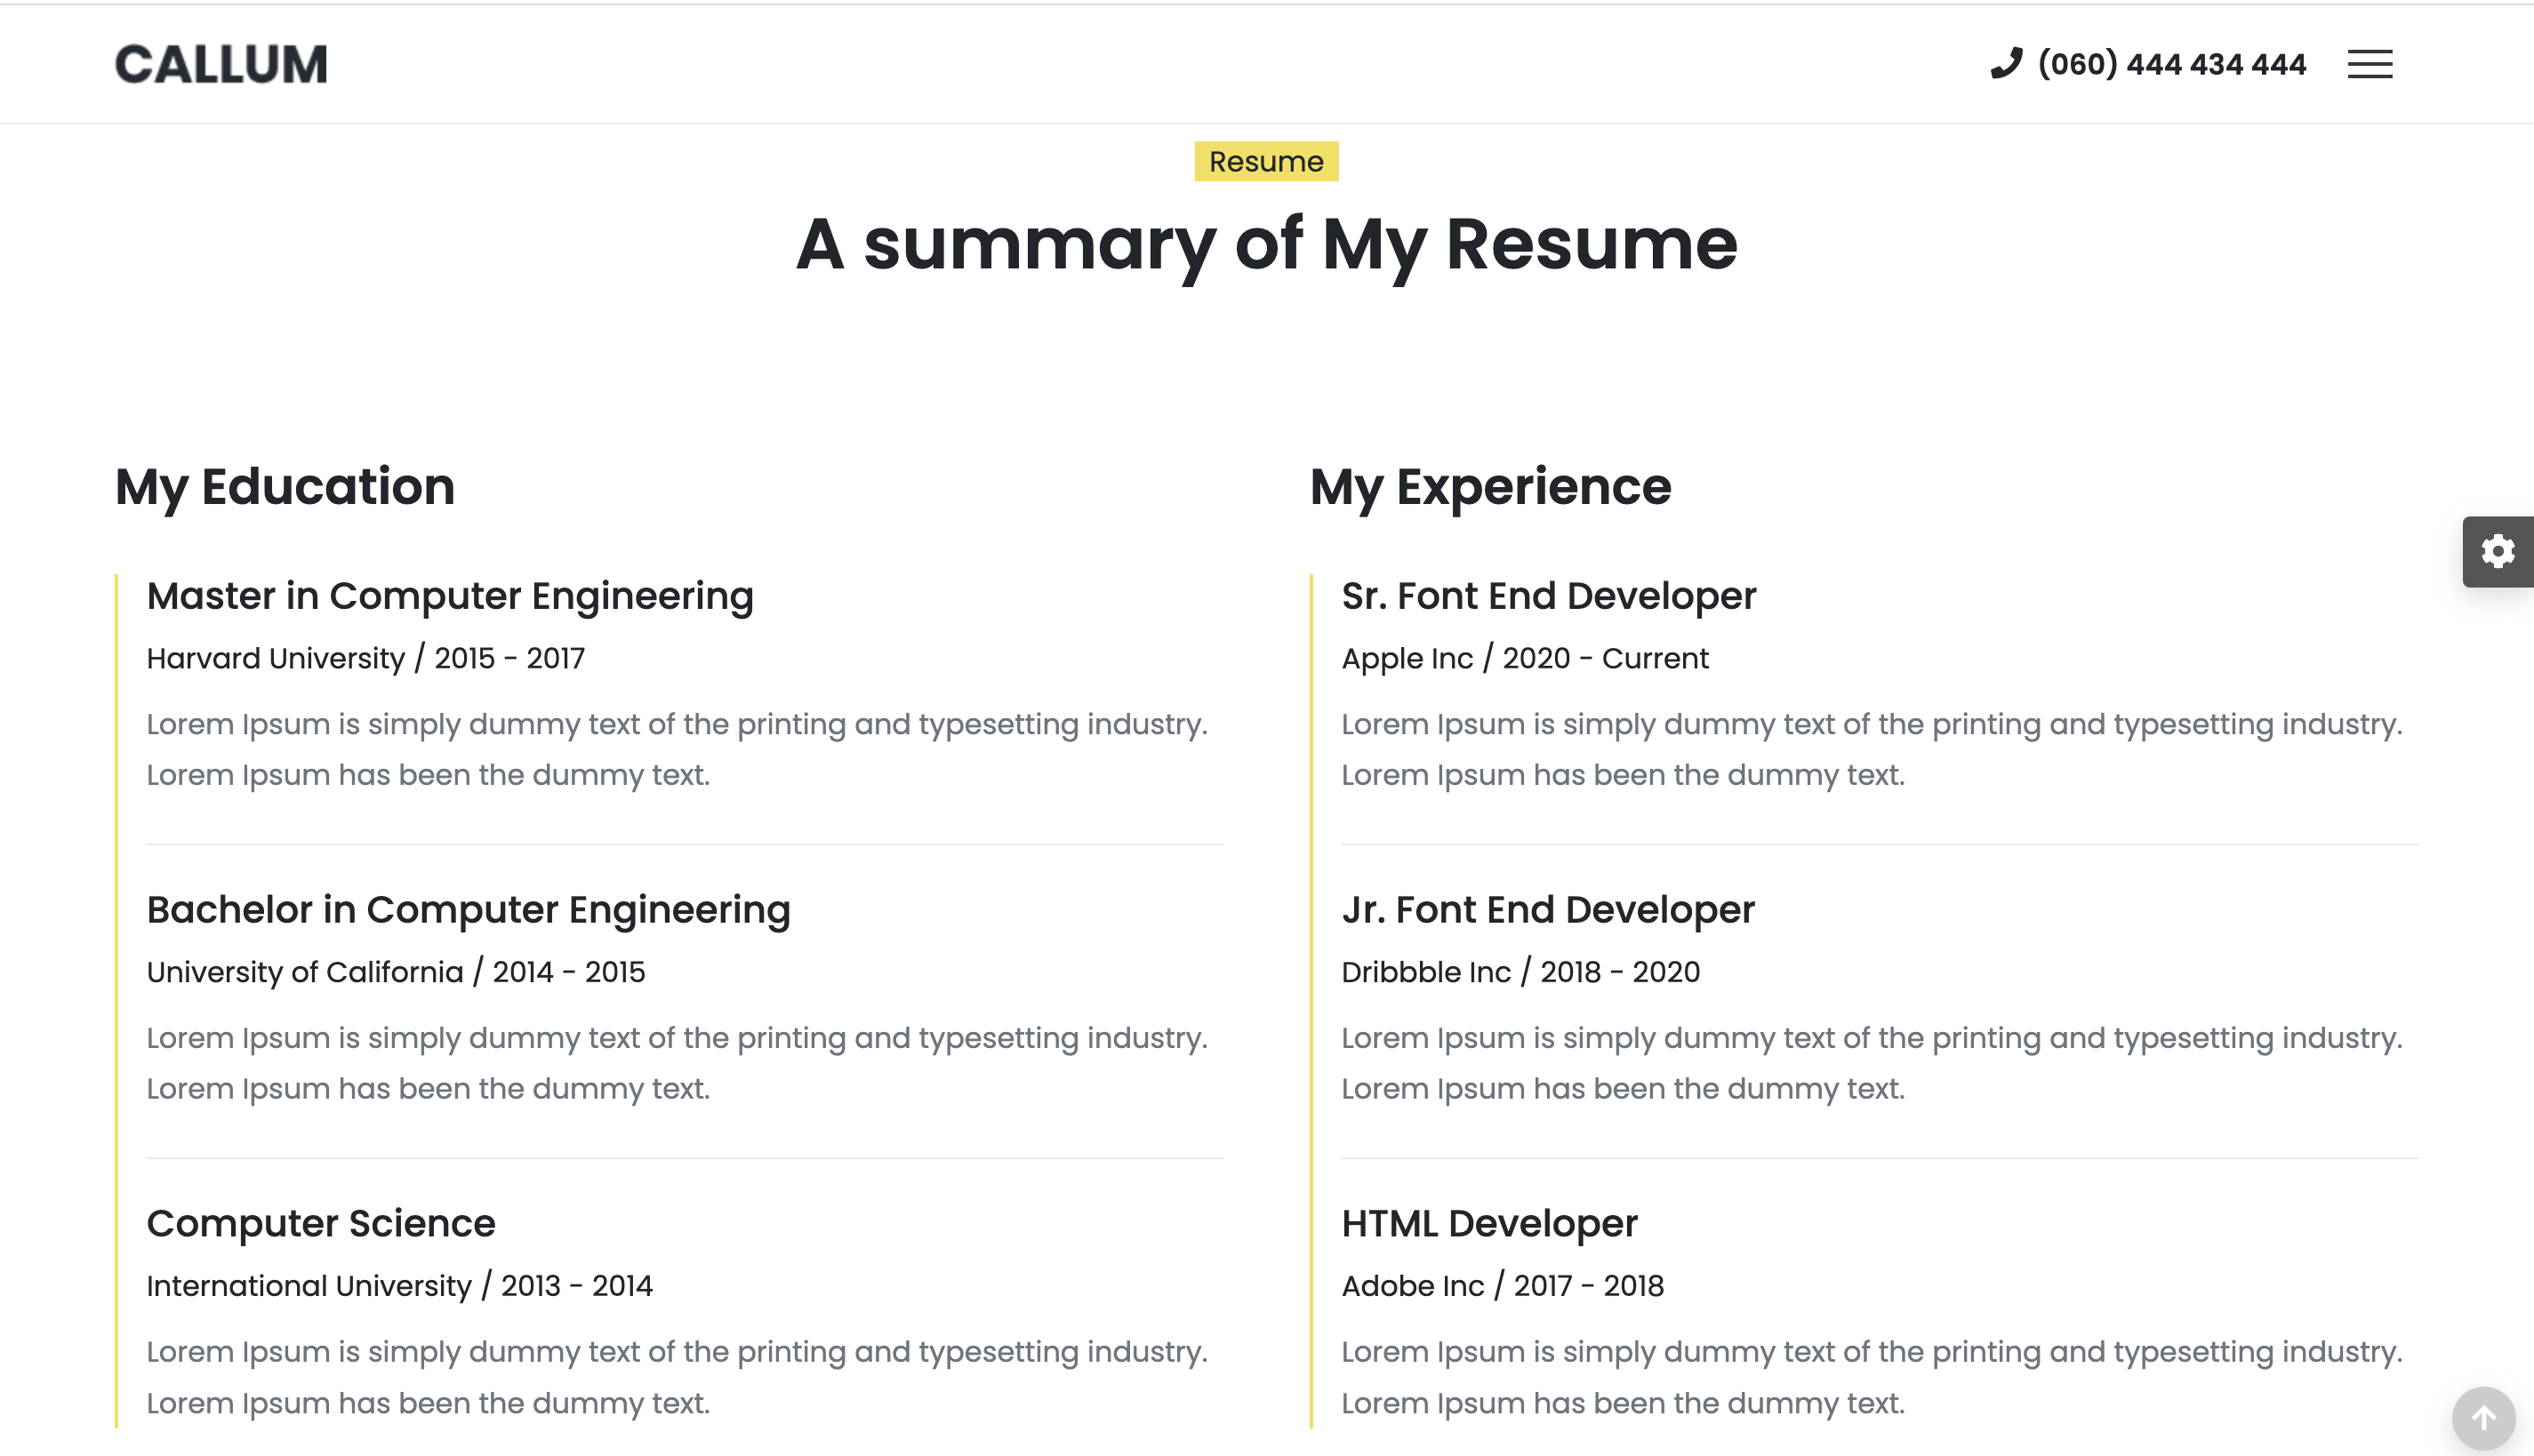 CALLUM
(060) 444 434 444
Resume
A summary of My Resume
My Education
Master in Computer Engineering
Harvard University / 2015 - 2017
Lorem Ipsum is simply dummy text of the printing and typesetting industry.
Lorem Ipsum has been the dummy text.
Bachelor in Computer Engineering
University of California / 2014 - 2015
Lorem Ipsum is simply dummy text of the printing and typesetting industry.
Lorem Ipsum has been the dummy text.
Computer Science
International University / 2013 - 2014
Lorem Ipsum is simply dummy text of the printing and typesetting industry.
Lorem Ipsum has been the dummy text.
My Experience
Sr. Font End Developer
Apple Inc / 2020 - Current
Lorem Ipsum is simply dummy text of the printing and typesetting industry.
Lorem Ipsum has been the dummy text.
Jr. Font End Developer
Dribbble Inc / 2018 - 2020
Lorem Ipsum is simply dummy text of the printing and typesetting industry.
Lorem Ipsum has been the dummy text.
HTML Developer
Adobe Inc / 2017 - 2018
Lorem Ipsum is simply dummy text of the printing and typesetting industry.
Lorem Ipsum has been the dummy text.